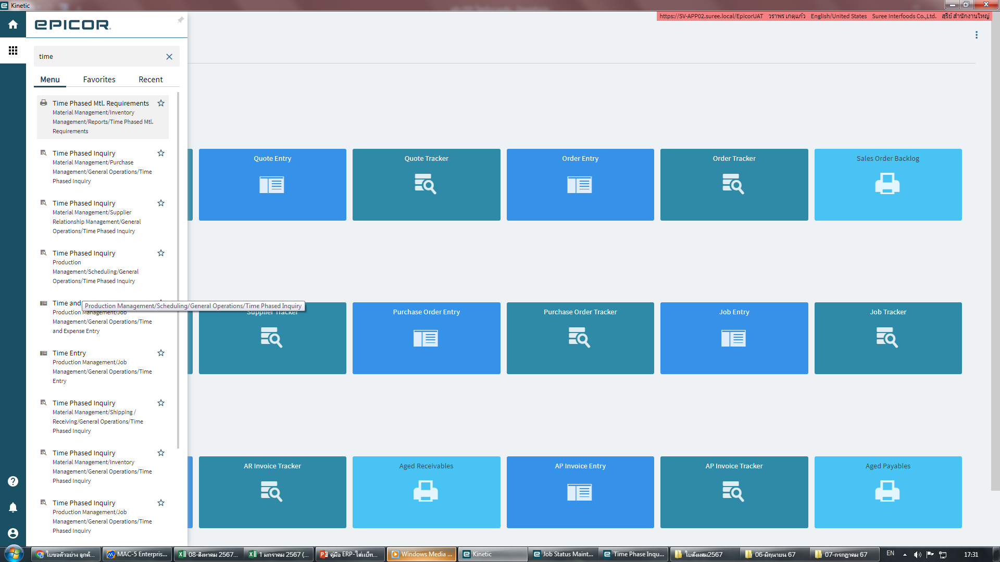 Kinetic
EPICOR.
https://SV-APP02.suree.local/EpicorUAT วราพร เกตุแก้ว English/United States Suree Interfoods Co.,Ltd. สุรีย์ สำนักงานใหญ่
time
Menu Favorites Recent
Time Phased Mtl. Requirements
Material Management/Inventory
Management/Reports/Time Phased Mtl.
Requirements
Time Phased Inquiry
Material Management/Purchase
Management/General Operations/Time
Phased Inquiry
Time Phased Inquiry
Material Management/Supplier
Relationship Management/General
Operations/Time Phased Inquiry
Time Phased Inquiry
Production
Management/Scheduling/General
Operations/Time Phased Inquiry
Time and
Production Management/Scheduling/General Operations/Time Phased Inquiry
Production Management/Job
Management/General Operations/Time
and Expense Entry
Time Entry
Production Management/Job
Management/General Operations/Time
Entry
Time Phased Inquiry
Material Management/Shipping /
Receiving/General Operations/Time
Phased Inquiry
Time Phased Inquiry
Material Management/Inventory
Management/General Operations/Time
Phased Inquiry
Time Phased Inquiry
Production Management/Job
Management/General Operations/Time
Phased Inquiry
Quote Entry Quote Tracker Order Entry Order Tracker Sales Order Backlog
Supplier Tracker Purchase Order Entry Purchase Order Tracker Job Entry Job Tracker
AR Invoice Tracker Aged Receivables AP Invoice Entry AP Invoice Tracker Aged Payables
ใบขอตัวอย่าง ลูกค้... MAC-5 Enterpris... 08-สิงหาคม 2567... 1 มกราคม 2567 (... คู่มือ ERP-ใส่เเบ็ท... Windows Media ... Kinetic Job Status Maint... Time Phase Inqu... ใบสั่งผสม2567 06-มิถุนายน 67 07-กรกฏาคม 67 EN 17:31